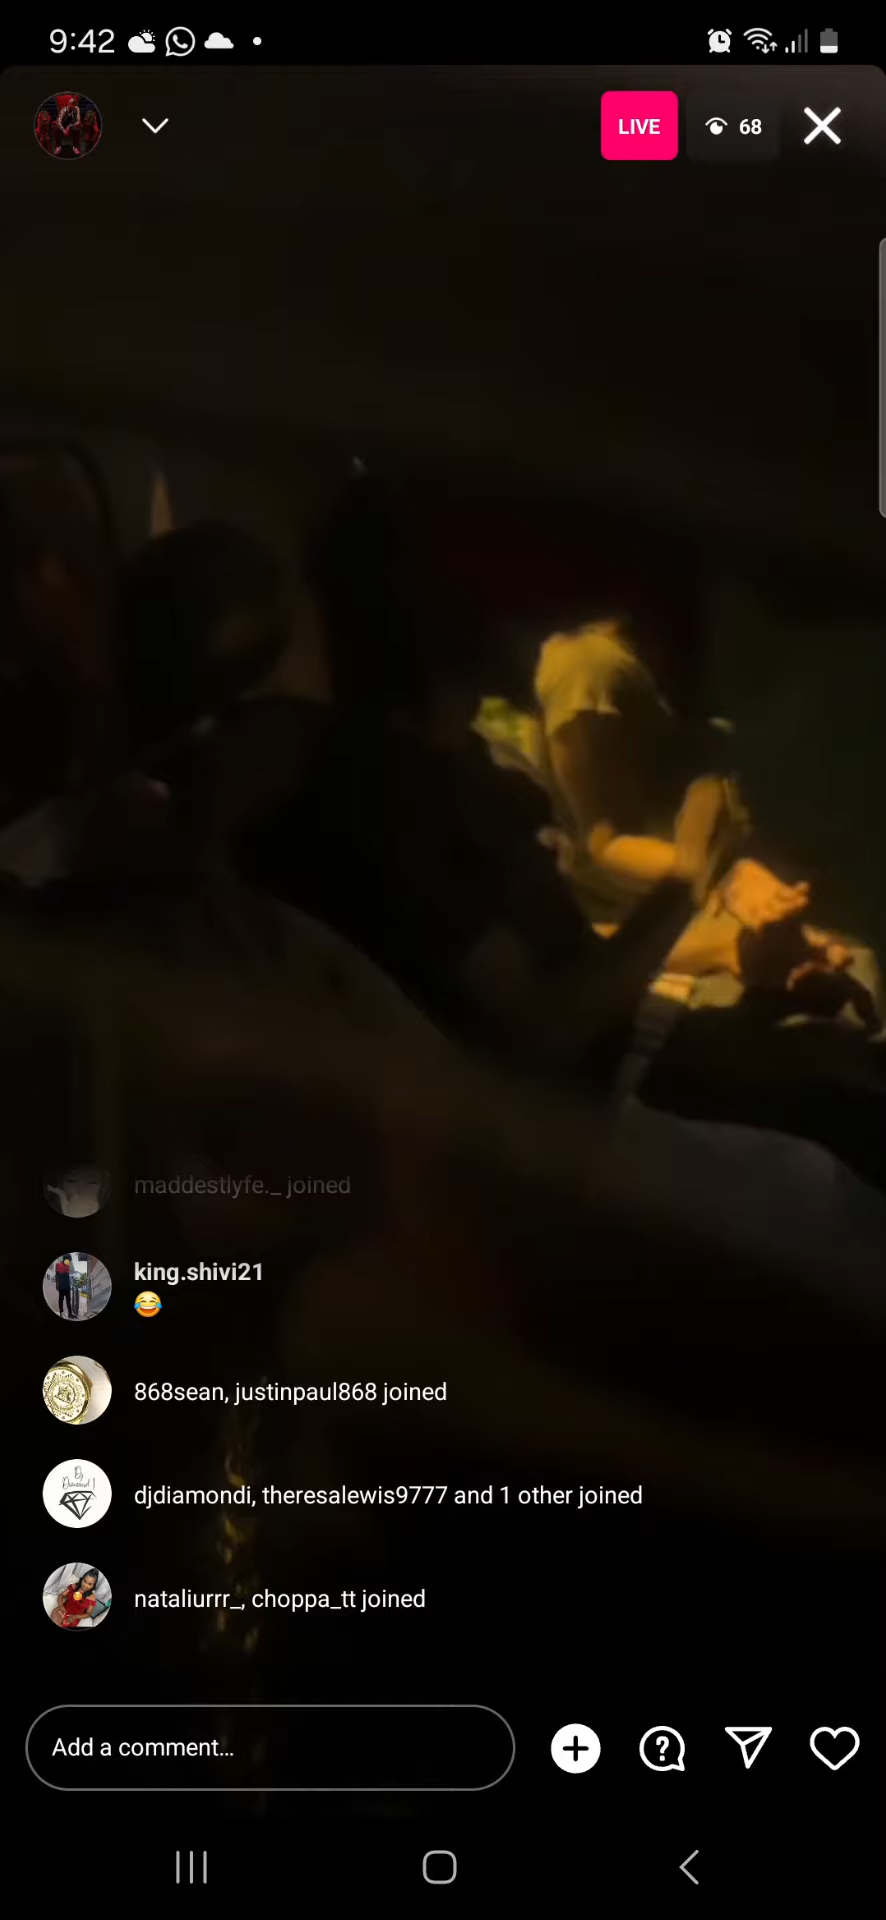 9:42
LIVE
68
maddestlyfe._ joined
king.shivi21
😂
868sean, justinpaul868 joined
djdiamondi, theresalewis9777 and 1 other joined
nataliurrr_, choppa_tt joined
Add a comment...